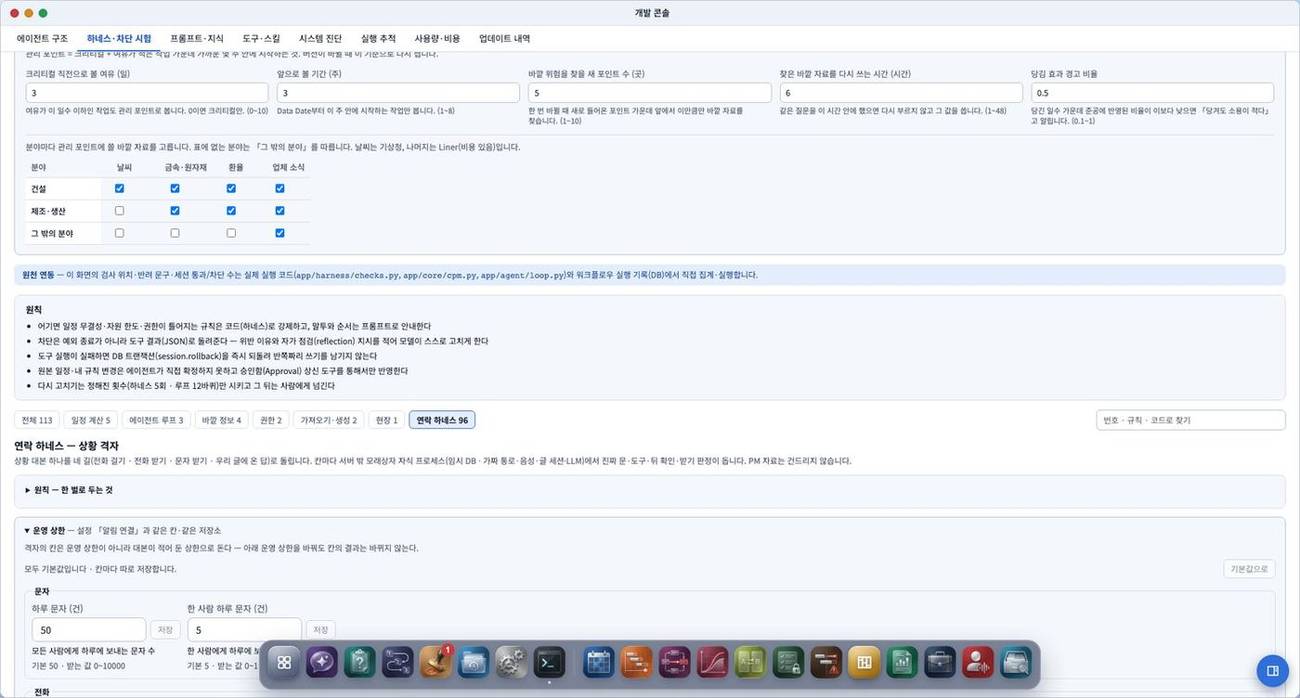 개발 콘솔
에이전트 구조 하네스·차단 시험 프롬프트·지식 도구·스킬 시스템 진단 실행 추적 사용량·비용 업데이트 내역
크리티컬 직전으로 볼 여유 (일) 앞으로 볼 기간 (주) 바깥 위험을 찾을 새 포인트 수 (곳) 찾은 바깥 자료를 다시 쓰는 시간 (시간) 당김 효과 경고 비율
3 3 5 6 0.5
여유가 이 일수 이하인 작업도 관리 포인트로 봅니다. 0이면 크리티컬만. (0~10) Data Date부터 이 주 안에 시작하는 작업만 봅니다. (1~8) 한 번 바뀔 때 새로 들어온 포인트 가운데 앞에서 이만큼만 바깥 자료를 같은 질문을 이 시간 안에 했으면 다시 부르지 않고 그 값을 씁니다. (1~48) 당긴 일수 가운데 준공에 반영된 비율이 이보다 낮으면 「당겨도 소용이 적다」
찾습니다. (1~10) 고 알립니다. (0.1~1)
분야마다 관리 포인트에 쓸 바깥 자료를 고릅니다. 표에 없는 분야는 「그 밖의 분야」를 따릅니다. 날씨는 기상청, 나머지는 Liner(비용 있음)입니다.
분야 날씨 금속·원자재 환율 업체 소식
건설
제조·생산
그 밖의 분야
원천 연동 — 이 화면의 검사 위치·반려 문구·세션 통과/차단 수는 실제 실행 코드(app/harness/checks.py, app/core/cpm.py, app/agent/loop.py)와 워크플로우 실행 기록(DB)에서 직접 집계·실행합니다.
원칙
• 어기면 일정 무결성·자원 한도·권한이 틀어지는 규칙은 코드(하네스)로 강제하고, 말투와 순서는 프롬프트로 안내한다
• 차단은 예외 종료가 아니라 도구 결과(JSON)로 돌려준다 — 위반 이유와 자가 점검(reflection) 지시를 적어 모델이 스스로 고치게 한다
• 도구 실행이 실패하면 DB 트랜잭션(session.rollback)을 즉시 되돌려 반쪽짜리 쓰기를 남기지 않는다
• 원본 일정·내 규칙 변경은 에이전트가 직접 확정하지 못하고 승인함(Approval) 상신 도구를 통해서만 반영한다
• 다시 고치기는 정해진 횟수(하네스 5회 · 루프 12바퀴)만 시키고 그 뒤는 사람에게 넘긴다
전체 113 일정 계산 5 에이전트 루프 3 바깥 정보 4 권한 2 가져오기·생성 2 현장 1 연락 하네스 96 번호 · 규칙 · 코드로 찾기
연락 하네스 — 상황 격자
상황 대본 하나를 네 길(전화 걸기 · 전화 받기 · 문자 받기 · 우리 글에 온 답)로 돌립니다. 칸마다 서버 밖 모래상자 자식 프로세스(임시 DB · 가짜 통로·음성·글 세션·LLM)에서 진짜 문·도구·뒤 확인·받기 판정이 돕니다. PM 자료는 건드리지 않습니다.
▶ 원칙 — 한 벌로 두는 것
▼ 운영 상한 — 설정 「알림 연결」과 같은 칸·같은 저장소
격자의 칸은 운영 상한이 아니라 대본이 적어 둔 상한으로 돈다 — 아래 운영 상한을 바꿔도 칸의 결과는 바뀌지 않는다.
모두 기본값입니다 · 칸마다 따로 저장합니다. 기본값으로
문자
하루 문자 (건) 한 사람 하루 문자 (건)
50 저장 5 저장
모든 사람에게 하루에 보내는 문자 수 한 사람에게 하루에
기본 50 · 받는 값 0~10000 기본 5 · 받는 값
1
전화